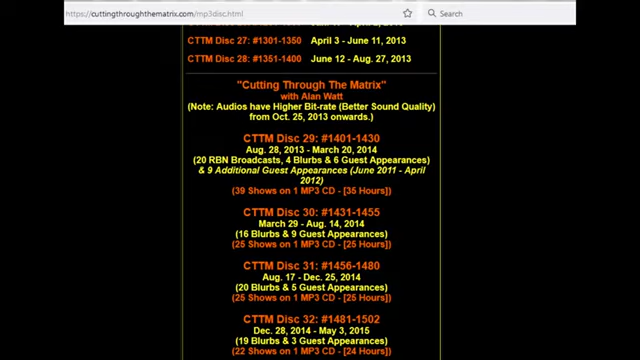 https://cuttingthroughthematrix.com/mp3disc.html
Search
CTTM Disc 27: #1301-1350 April 3 - June 11, 2013
CTTM Disc 28: #1351-1400 June 12 - Aug. 27, 2013
"Cutting Through The Matrix"
with Alan Watt
(Note: Audios have Higher Bit-rate (Better Sound Quality)
from Oct. 25, 2013 onwards.)
CTTM Disc 29: #1401-1430
Aug. 28, 2013 - March 20, 2014
(20 RBN Broadcasts, 4 Blurbs & 6 Guest Appearances)
& 9 Additional Guest Appearances (June 2011 - April
2012)
(39 Shows on 1 MP3 CD - [35 Hours]
CTTM Disc 30: #1431-1455
March 29 - Aug. 14, 2014
(16 Blurbs & 9 Guest Appearances)
(25 Shows on 1 MP3 CD - [25 Hours])
CTTM Disc 31: #1456-1480
Aug. 17 - Dec. 25, 2014
(20 Blurbs & 5 Guest Appearances)
(25 Shows on 1 MP3 CD - [25 Hours])
CTTM Disc 32: #1481-1502
Dec. 28, 2014 - May 3, 2015
(19 Blurbs & 3 Guest Appearances)
(22 Shows on 1 MP3 CD - [24 Hours]